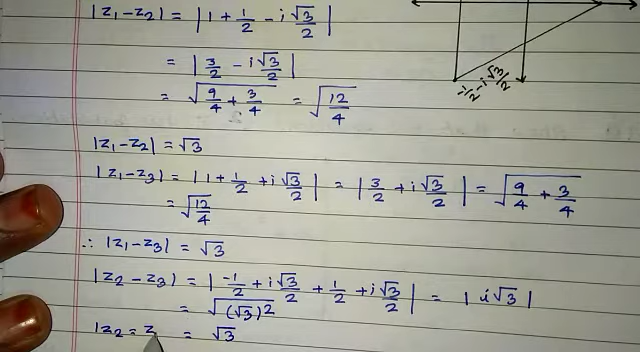 |z₁-z₂| = |1 + 1/2 - i√3/2|
= |3/2 - i√3/2|
-1/2 - i√3/2
= √(9/4 + 3/4) = √(12/4)
|z₁-z₂| = √3
|z₁-z₃| = |1 + 1/2 + i√3/2| = |3/2 + i√3/2| = √(9/4 + 3/4)
= √(12/4)
∴ |z₁-z₃| = √3
|z₂-z₃| = |-1/2 + i√3/2 + 1/2 + i√3/2| = |i√3|
= √(√3)²
|z₂=z = √3